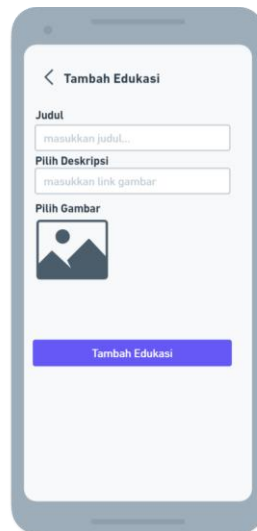 Tambah Edukasi
Judul
masukkan judul...
Pilih Deskripsi
masukkan link gambar
Pilih Gambar
Tambah Edukasi